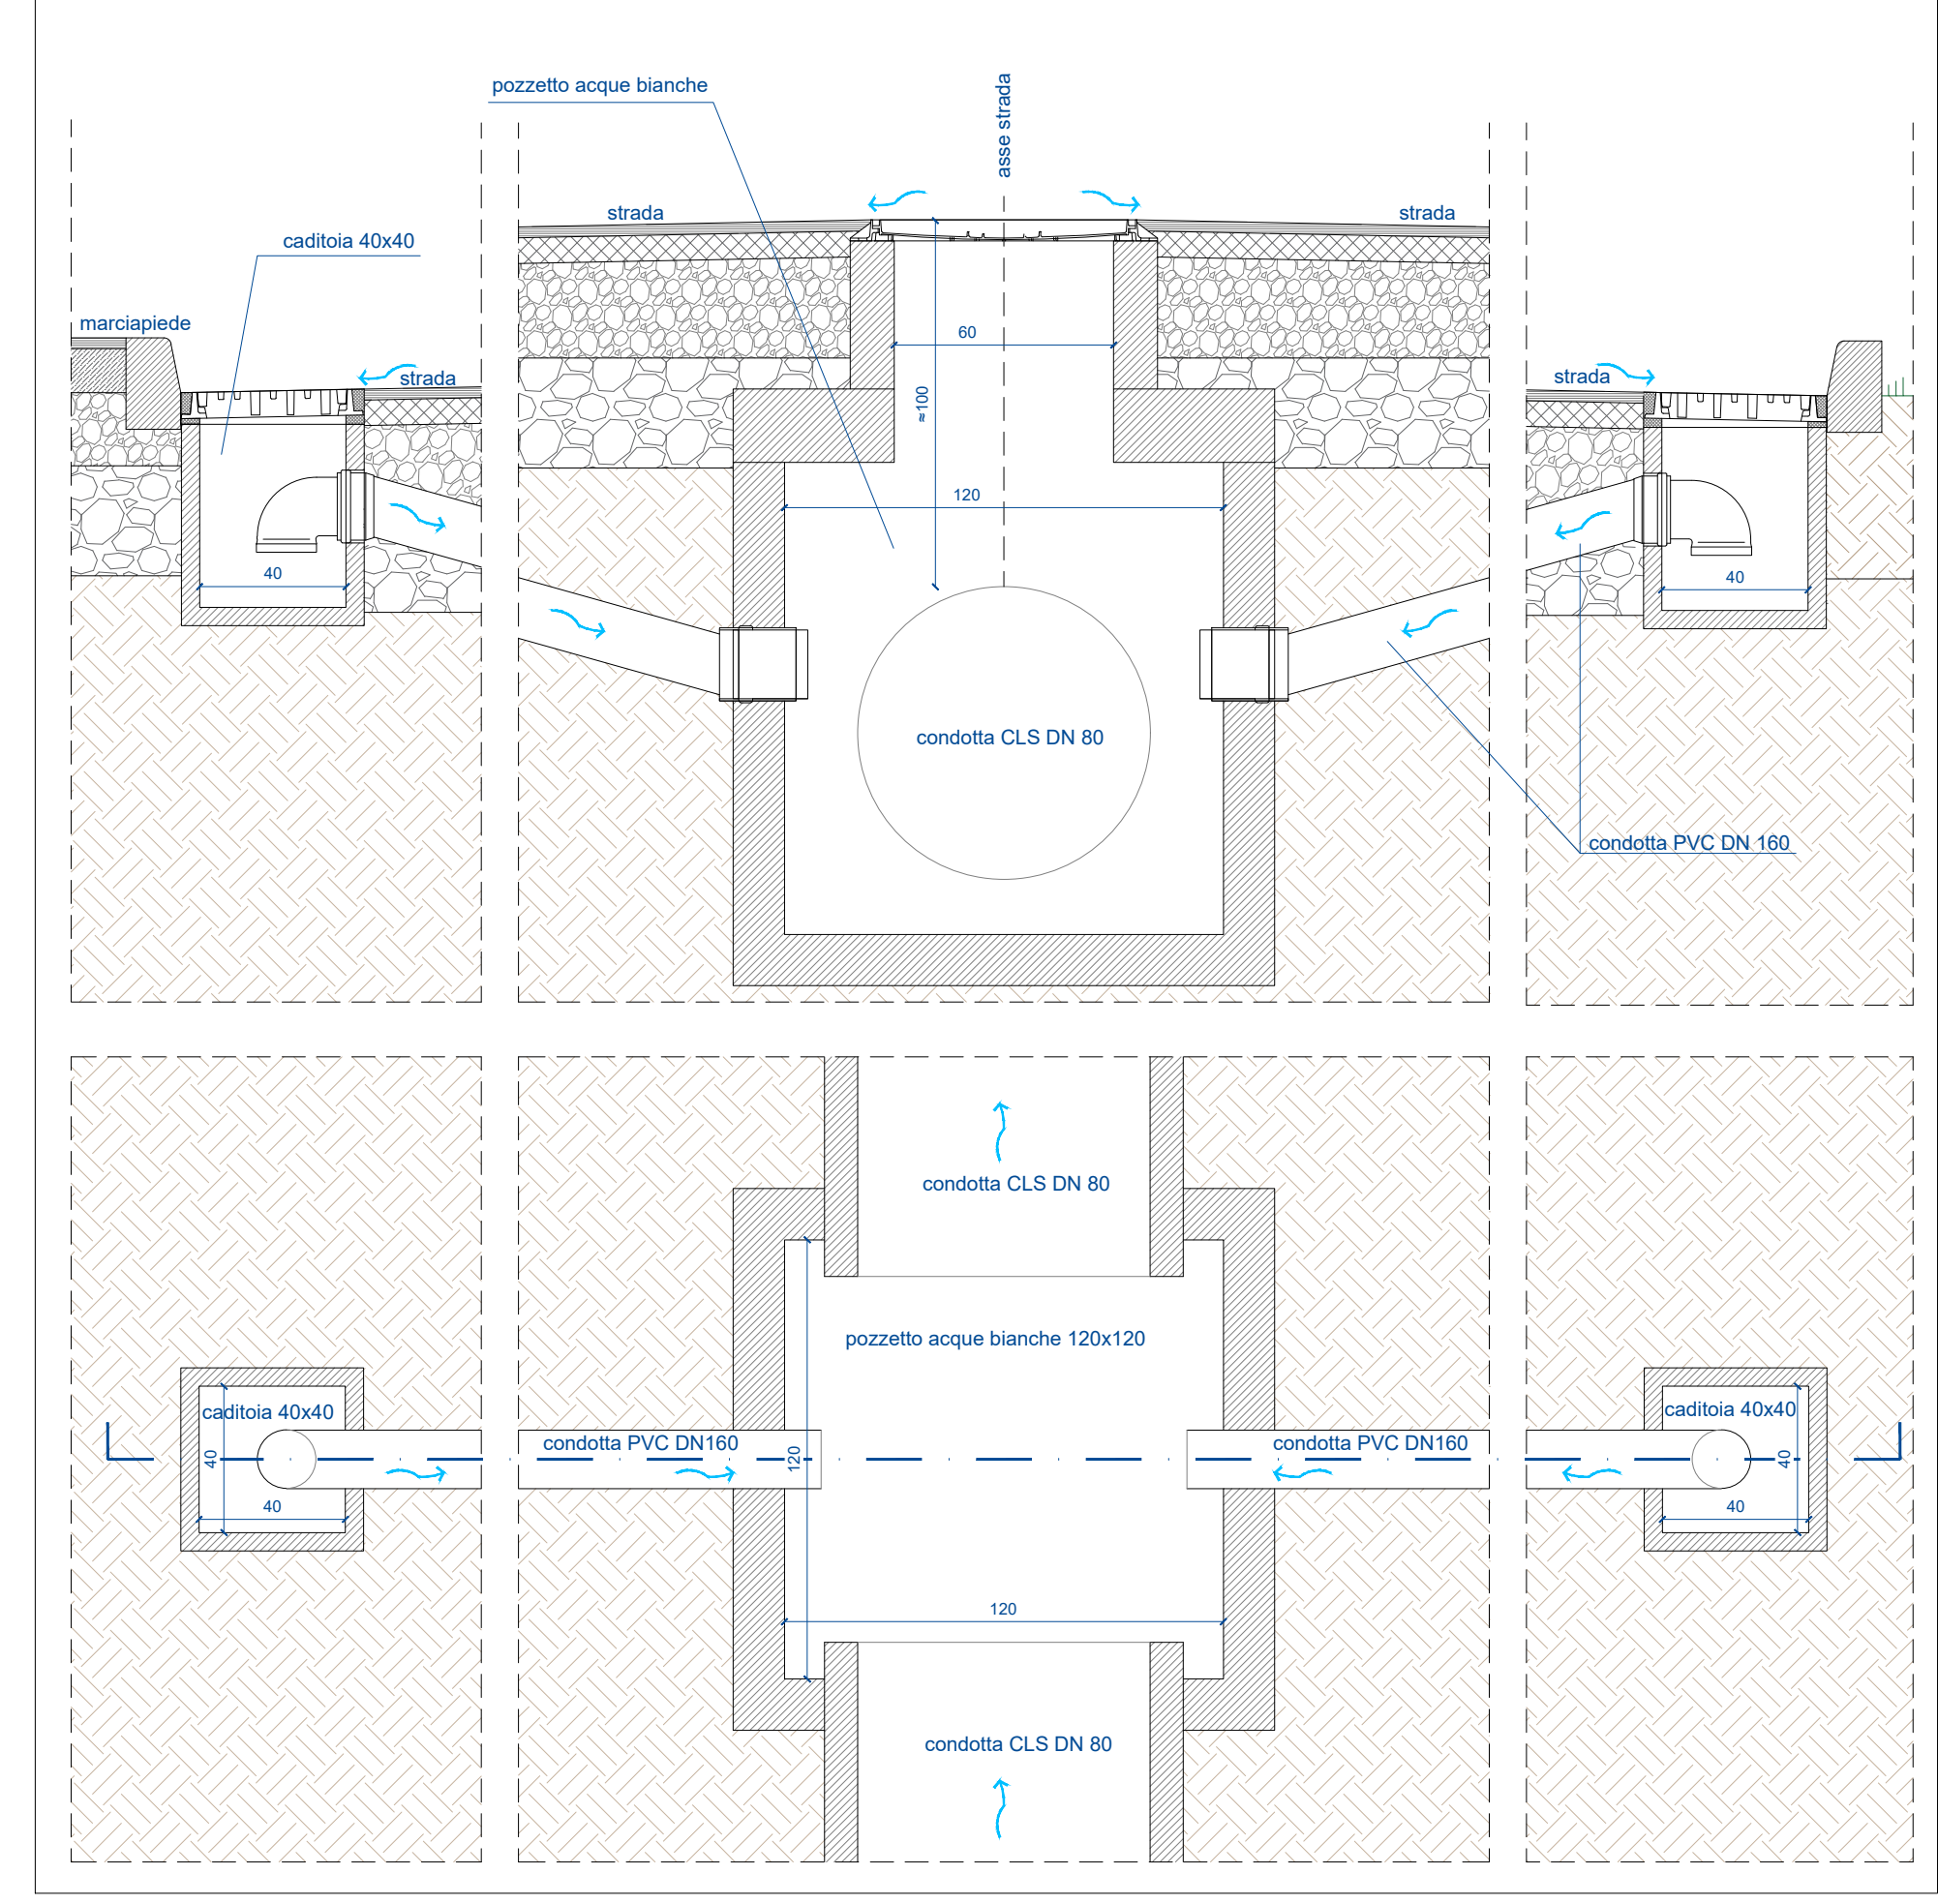 pozzetto acque bianche
asse strada
strada
strada
caditoia 40x40
marciapiede
strada
strada
60
≈100
120
40
40
condotta CLS DN 80
condotta PVC DN 160
condotta CLS DN 80
pozzetto acque bianche 120x120
caditoia 40x40
caditoia 40x40
condotta PVC DN160
condotta PVC DN160
40
120
40
40
40
120
condotta CLS DN 80